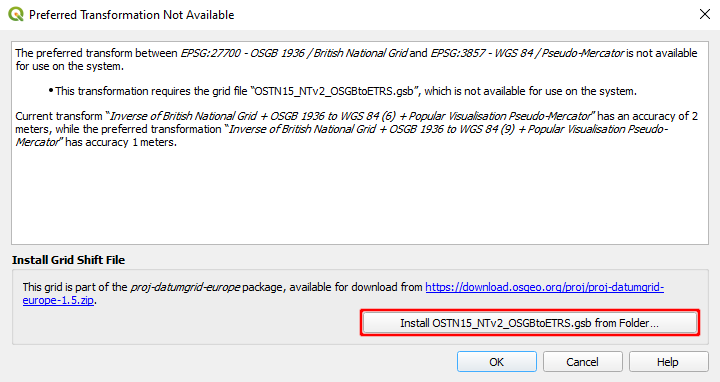 Preferred Transformation Not Available
The preferred transform between EPSG:27700 - OSGB 1936 / British National Grid and EPSG:3857 - WGS 84 / Pseudo-Mercator is not available
for use on the system.
• This transformation requires the grid file “OSTN15_NTv2_OSGBtoETRS.gsb”, which is not available for use on the system.
Current transform “Inverse of British National Grid + OSGB 1936 to WGS 84 (6) + Popular Visualisation Pseudo-Mercator” has an accuracy of 2
meters, while the preferred transformation “Inverse of British National Grid + OSGB 1936 to WGS 84 (9) + Popular Visualisation Pseudo-
Mercator” has accuracy 1 meters.
Install Grid Shift File
This grid is part of the proj-datumgrid-europe package, available for download from https://download.osgeo.org/proj/proj-datumgrid-
europe-1.5.zip.
Install OSTN15_NTv2_OSGBtoETRS.gsb from Folder...
OK
Cancel
Help